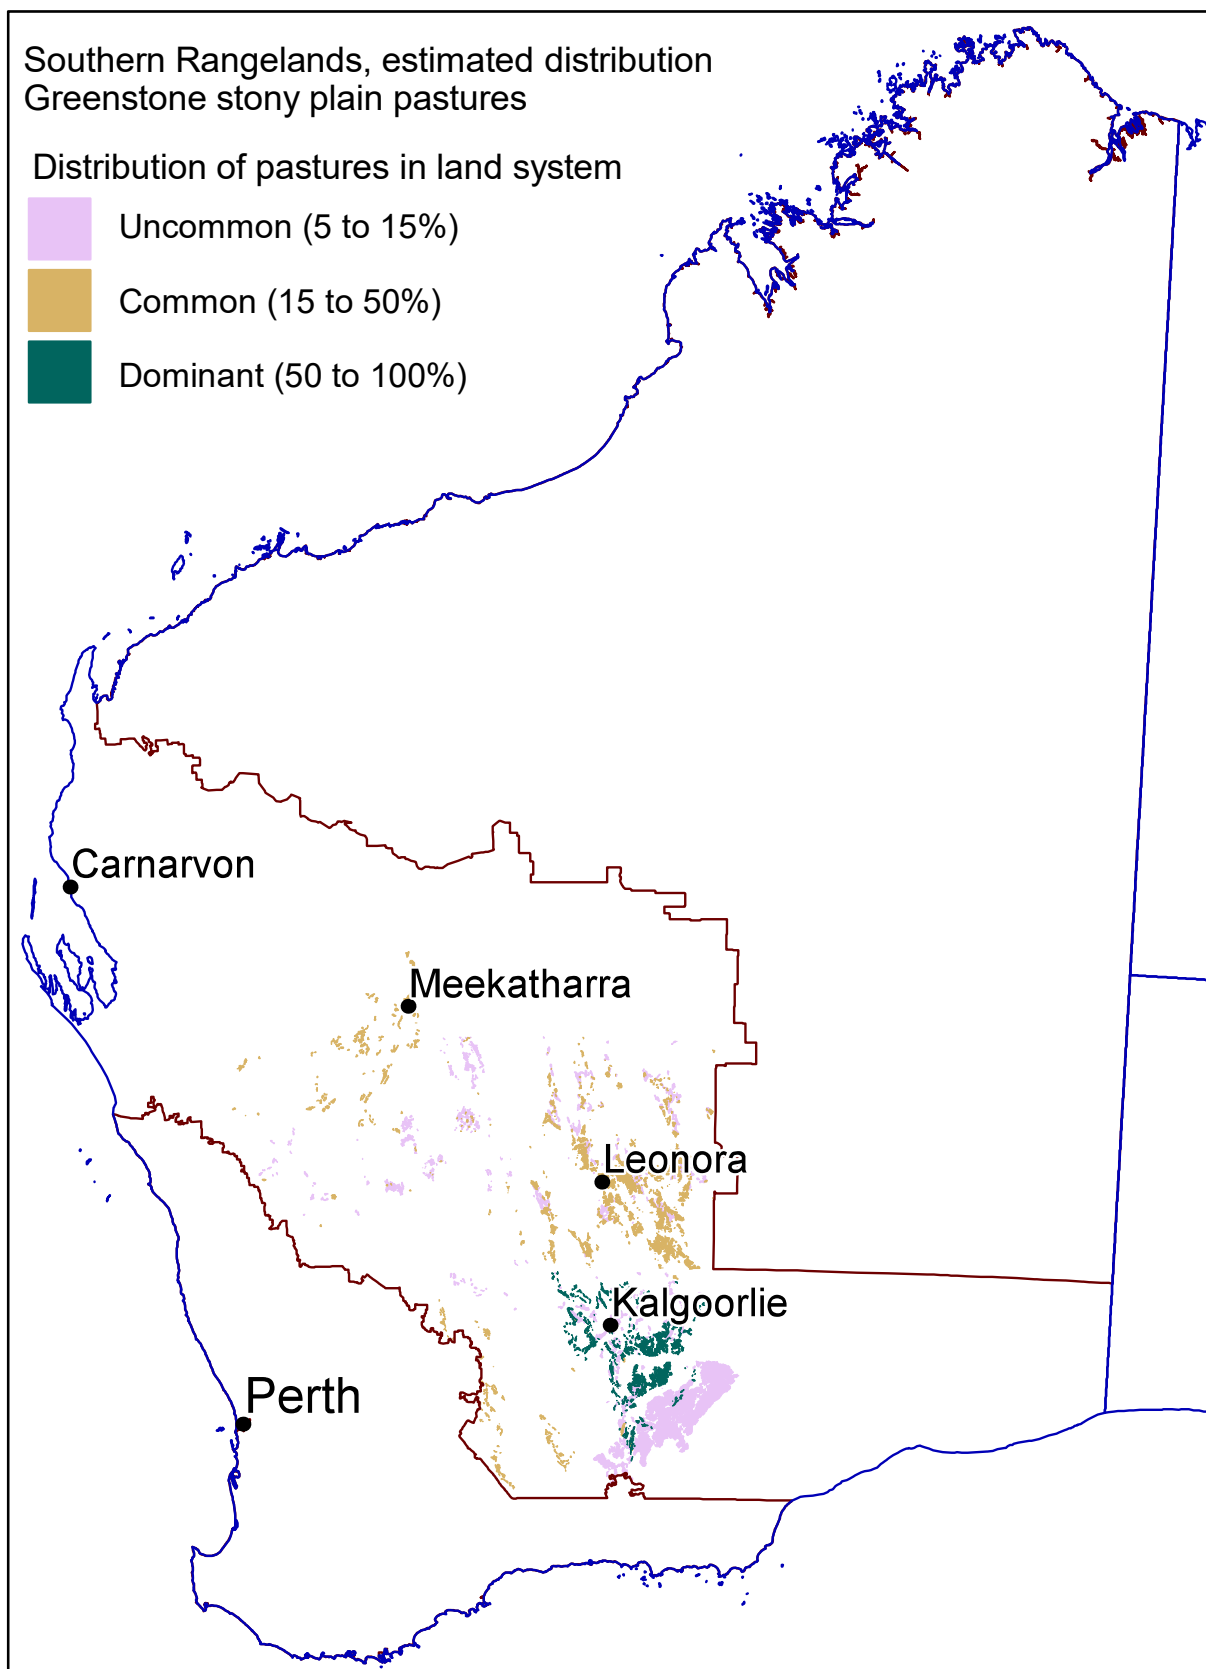 Southern Rangelands, estimated distribution
Greenstone stony plain pastures
Distribution of pastures in land system
Uncommon (5 to 15%)
Common (15 to 50%)
Dominant (50 to 100%)
Carnarvon
Meekatharra
Leonora
Kalgoorlie
Perth